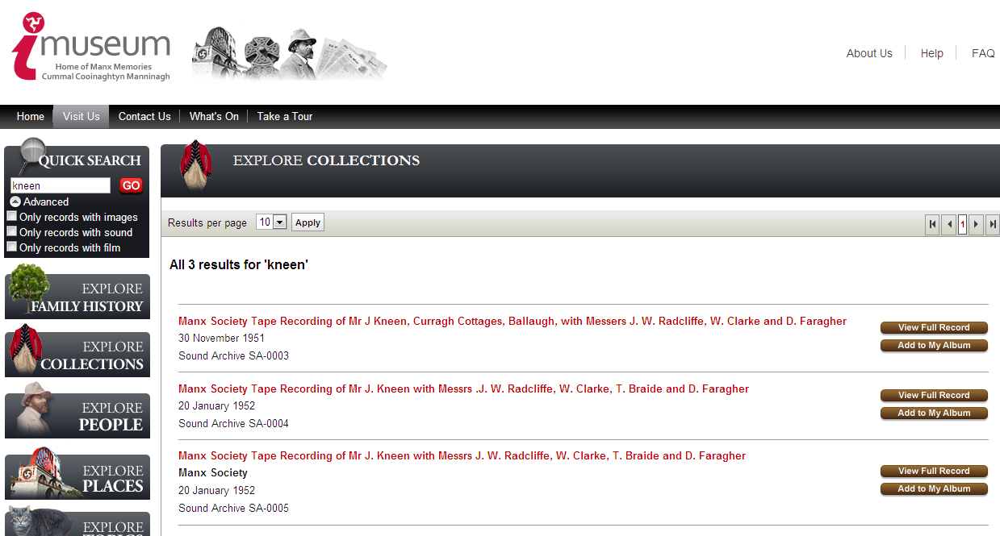 museum
Home of Manx Memories
Cummal Cooinaghtyn Manninagh
About Us
Help
FAQ
Home
Visit Us
Contact Us
What's On
Take a Tour
QUICK SEARCH
kneen
GO
Advanced
Only records with images
Only records with sound
Only records with film
EXPLORE
FAMILY HISTORY
EXPLORE
COLLECTIONS
EXPLORE
PEOPLE
EXPLORE
PLACES
EXPLORE
TOPICS
EXPLORE COLLECTIONS
Results per page
10
Apply
1
All 3 results for 'kneen'
Manx Society Tape Recording of Mr J Kneen, Curragh Cottages, Ballaugh, with Messers J. W. Radcliffe, W. Clarke and D. Faragher
30 November 1951
Sound Archive SA-0003
View Full Record
Add to My Album
Manx Society Tape Recording of Mr J. Kneen with Messrs .J. W. Radcliffe, W. Clarke, T. Braide and D. Faragher
20 January 1952
Sound Archive SA-0004
View Full Record
Add to My Album
Manx Society Tape Recording of Mr J. Kneen with Messrs J. W. Radcliffe, W. Clarke, T. Braide and D. Faragher
Manx Society
20 January 1952
Sound Archive SA-0005
View Full Record
Add to My Album